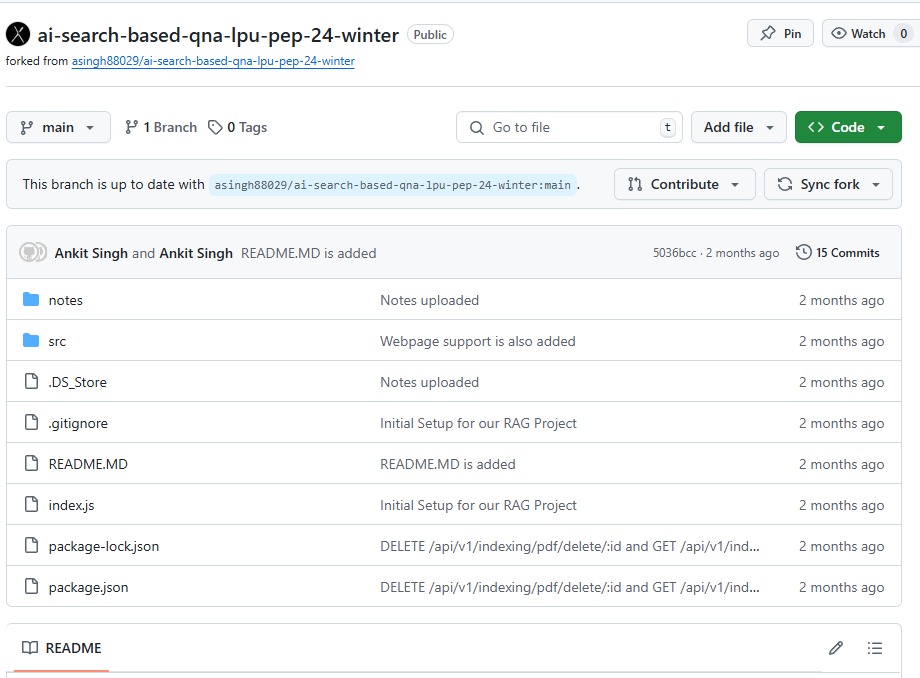 ai-search-based-qna-lpu-pep-24-winter Public Pin Watch 0
forked from asingh88029/ai-search-based-qna-lpu-pep-24-winter
main 1 Branch 0 Tags Go to file t Add file Code
This branch is up to date with asingh88029/ai-search-based-qna-lpu-pep-24-winter:main . Contribute Sync fork
Ankit Singh and Ankit Singh README.MD is added 5036bcc · 2 months ago 15 Commits
notes Notes uploaded 2 months ago
src Webpage support is also added 2 months ago
.DS_Store Notes uploaded 2 months ago
.gitignore Initial Setup for our RAG Project 2 months ago
README.MD README.MD is added 2 months ago
index.js Initial Setup for our RAG Project 2 months ago
package-lock.json DELETE /api/v1/indexing/pdf/delete/:id and GET /api/v1/ind... 2 months ago
package.json DELETE /api/v1/indexing/pdf/delete/:id and GET /api/v1/ind... 2 months ago
README